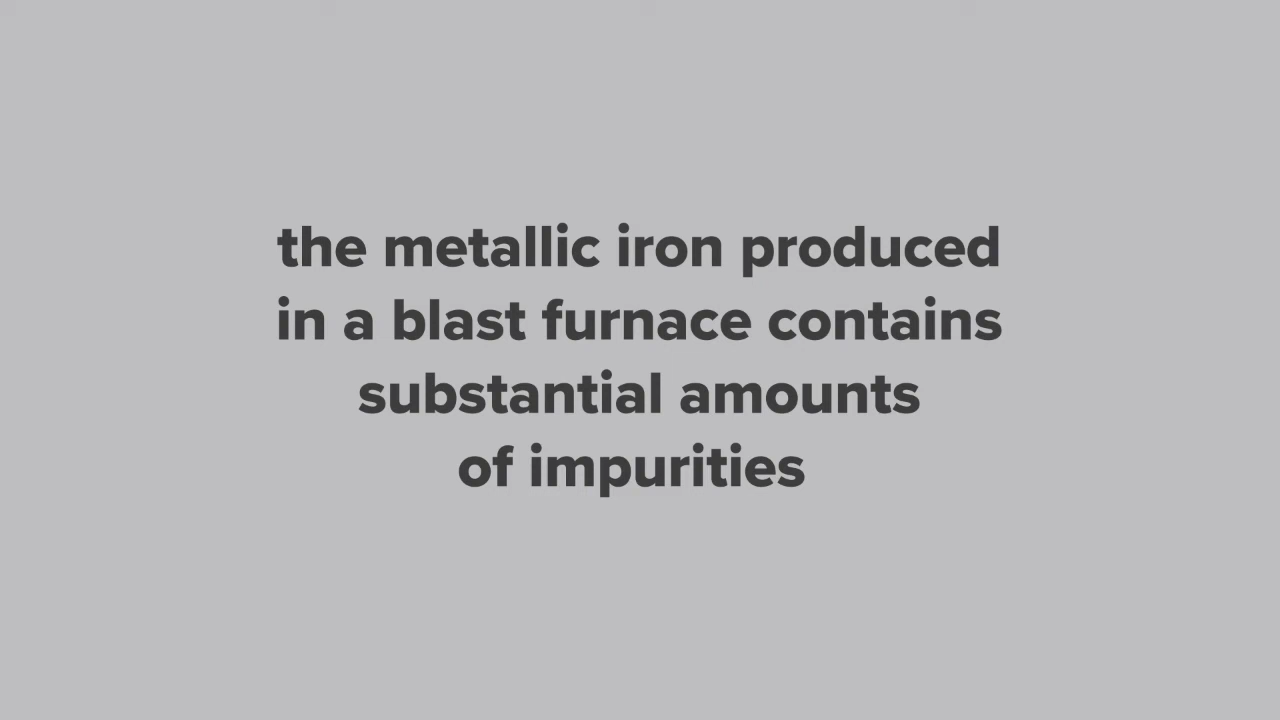 the metallic iron produced
in a blast furnace contains
substantial amounts
of impurities